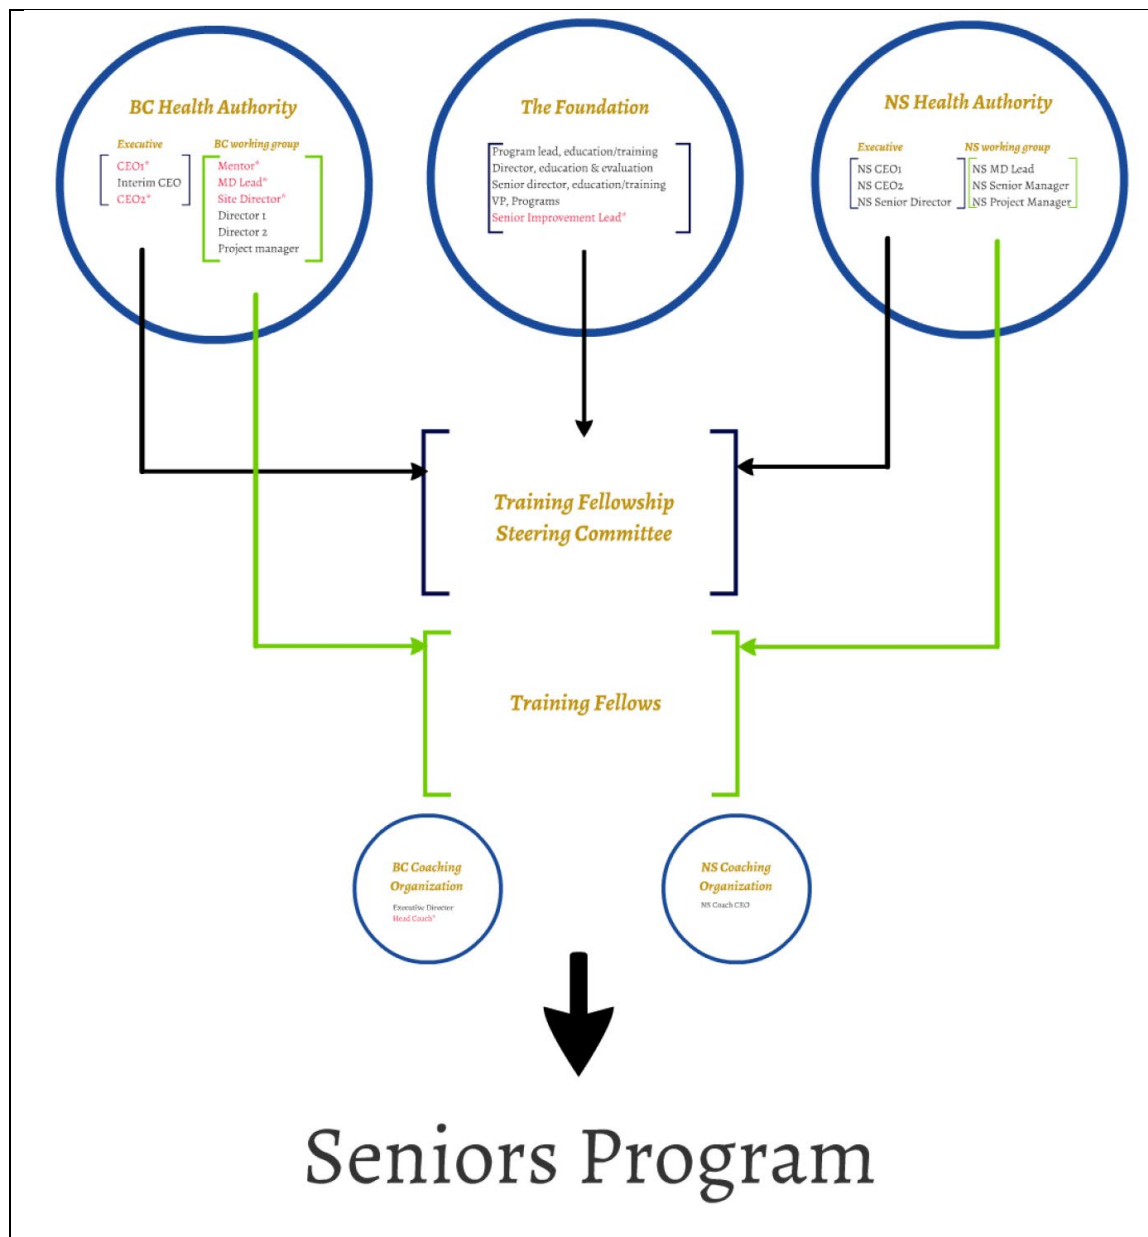 BC Health Authority
Executive
CEO1*
Interim CEO
CEO2*
BC working group
Mentor*
MD Lead*
Site Director*
Director 1
Director 2
Project manager
The Foundation
Program lead, education/training
Director, education & evaluation
Senior director, education/training
VP, Programs
Senior Improvement Lead*
NS Health Authority
Executive
NS CEO1
NS CEO2
NS Senior Director
NS working group
NS MD Lead
NS Senior Manager
NS Project Manager
Training Fellowship
Steering Committee
Training Fellows
BC Coaching
Organization
Executive Director
Head Coach*
NS Coaching
Organization
NS Coach CEO
Seniors Program